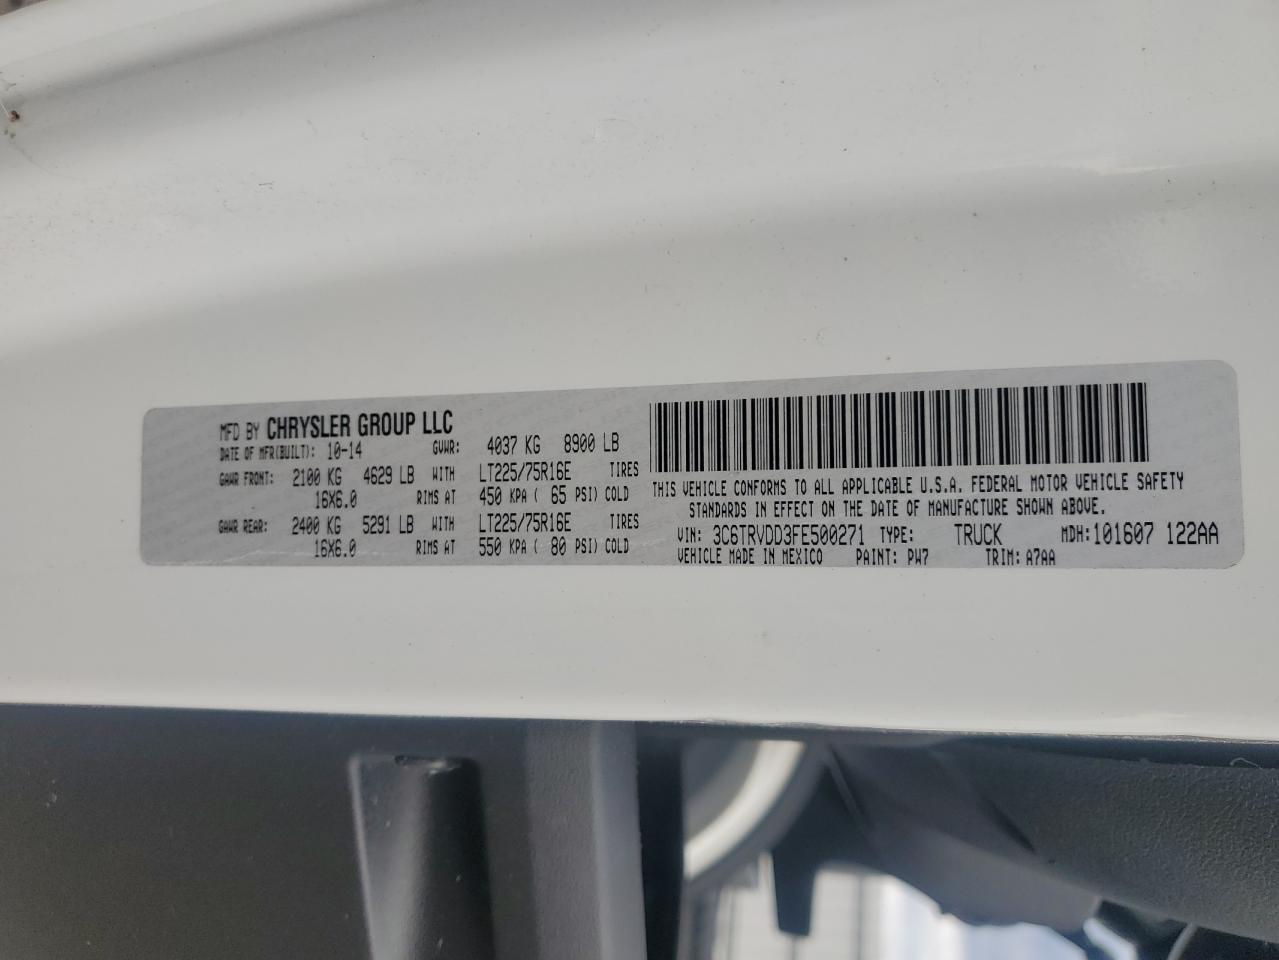 MFD BY CHRYSLER GROUP LLC
DATE OF MFR(BUILT): 10-14 GVWR: 4037 KG 8900 LB
GAWR FRONT: 2100 KG 4629 LB WITH LT225/75R16E TIRES
16X6.0 RIMS AT 450 KPA ( 65 PSI) COLD
GAWR REAR: 2400 KG 5291 LB WITH LT225/75R16E TIRES
16X6.0 RIMS AT 550 KPA ( 80 PSI) COLD
THIS VEHICLE CONFORMS TO ALL APPLICABLE U.S.A. FEDERAL MOTOR VEHICLE SAFETY
STANDARDS IN EFFECT ON THE DATE OF MANUFACTURE SHOWN ABOVE.
VIN: 3C6TRVDD3FE500271 TYPE: TRUCK MDH: 101607 122AA
VEHICLE MADE IN MEXICO PAINT: PW7 TRIM: A7AA